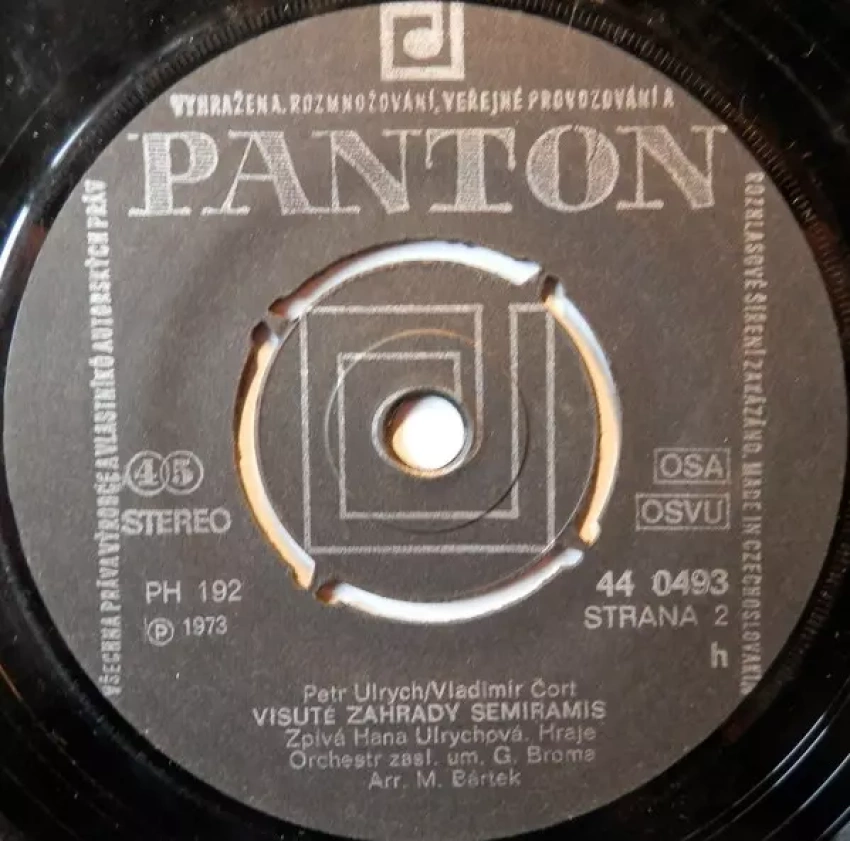 VŠECHNA PRÁVA VÝROBCE A VLASTNÍKŮ AUTORSKÝCH PRÁV
VYHRAŽENA. ROZMNOŽOVÁNÍ, VEŘEJNÉ PROVOZOVÁNÍ A
ROZHLASOVÉ ŠÍŘENÍ ZAKÁZÁNO. MADE IN CZECHOSLOVAKIA
PANTON
45
STEREO
OSA
OSVU
PH 192
℗ 1973
44 0493
STRANA 2
h
Petr Ulrych/Vladimír Čort
VISUTÉ ZAHRADY SEMIRAMIS
Zpívá Hana Ulrychová. Hraje
Orchestr zasl. um. G. Broma
Arr. M. Bártek